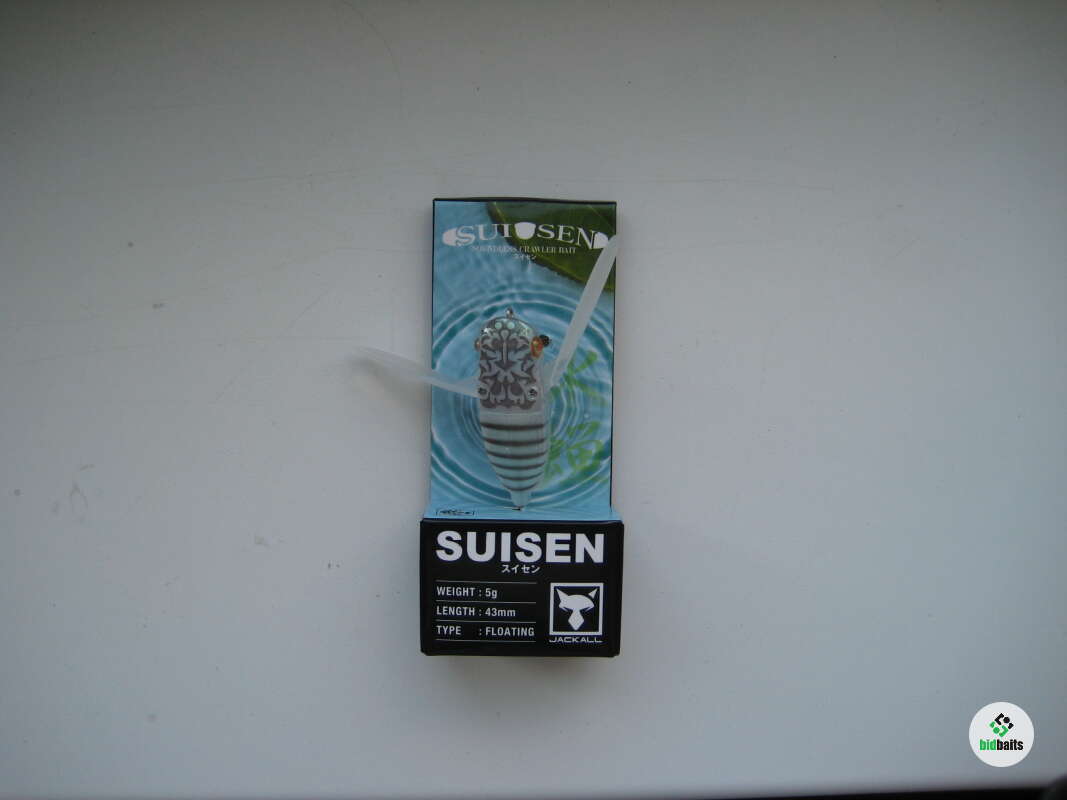 SUISEN
SOUNDLESS CRAWLER BAIT
スイセン
SUISEN
スイセン
WEIGHT : 5g
LENGTH : 43mm
TYPE : FLOATING
JACKALL
bidbaits